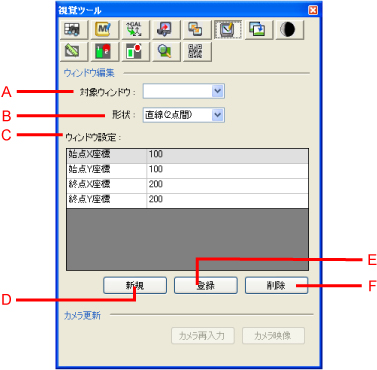 視覚ツール
ウィンドウ編集
A
対象ウィンドウ：
B
形状：
直線(2点間)
C
ウィンドウ設定：
始点X座標 100
始点Y座標 100
終点X座標 200
終点Y座標 200
E
新規 登録 削除
F
D
カメラ更新
カメラ再入力 カメラ映像